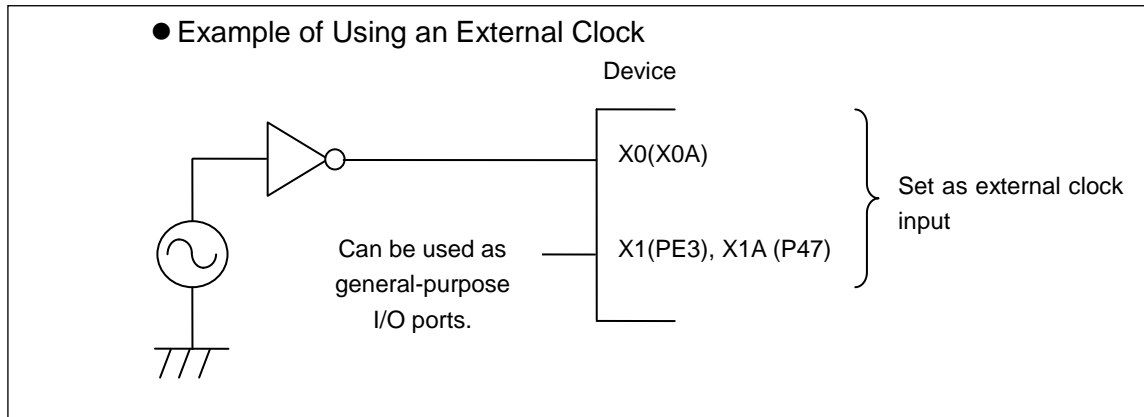 ● Example of Using an External Clock
Device
X0(X0A)
Set as external clock
input
Can be used as
general-purpose
I/O ports.
X1(PE3), X1A (P47)